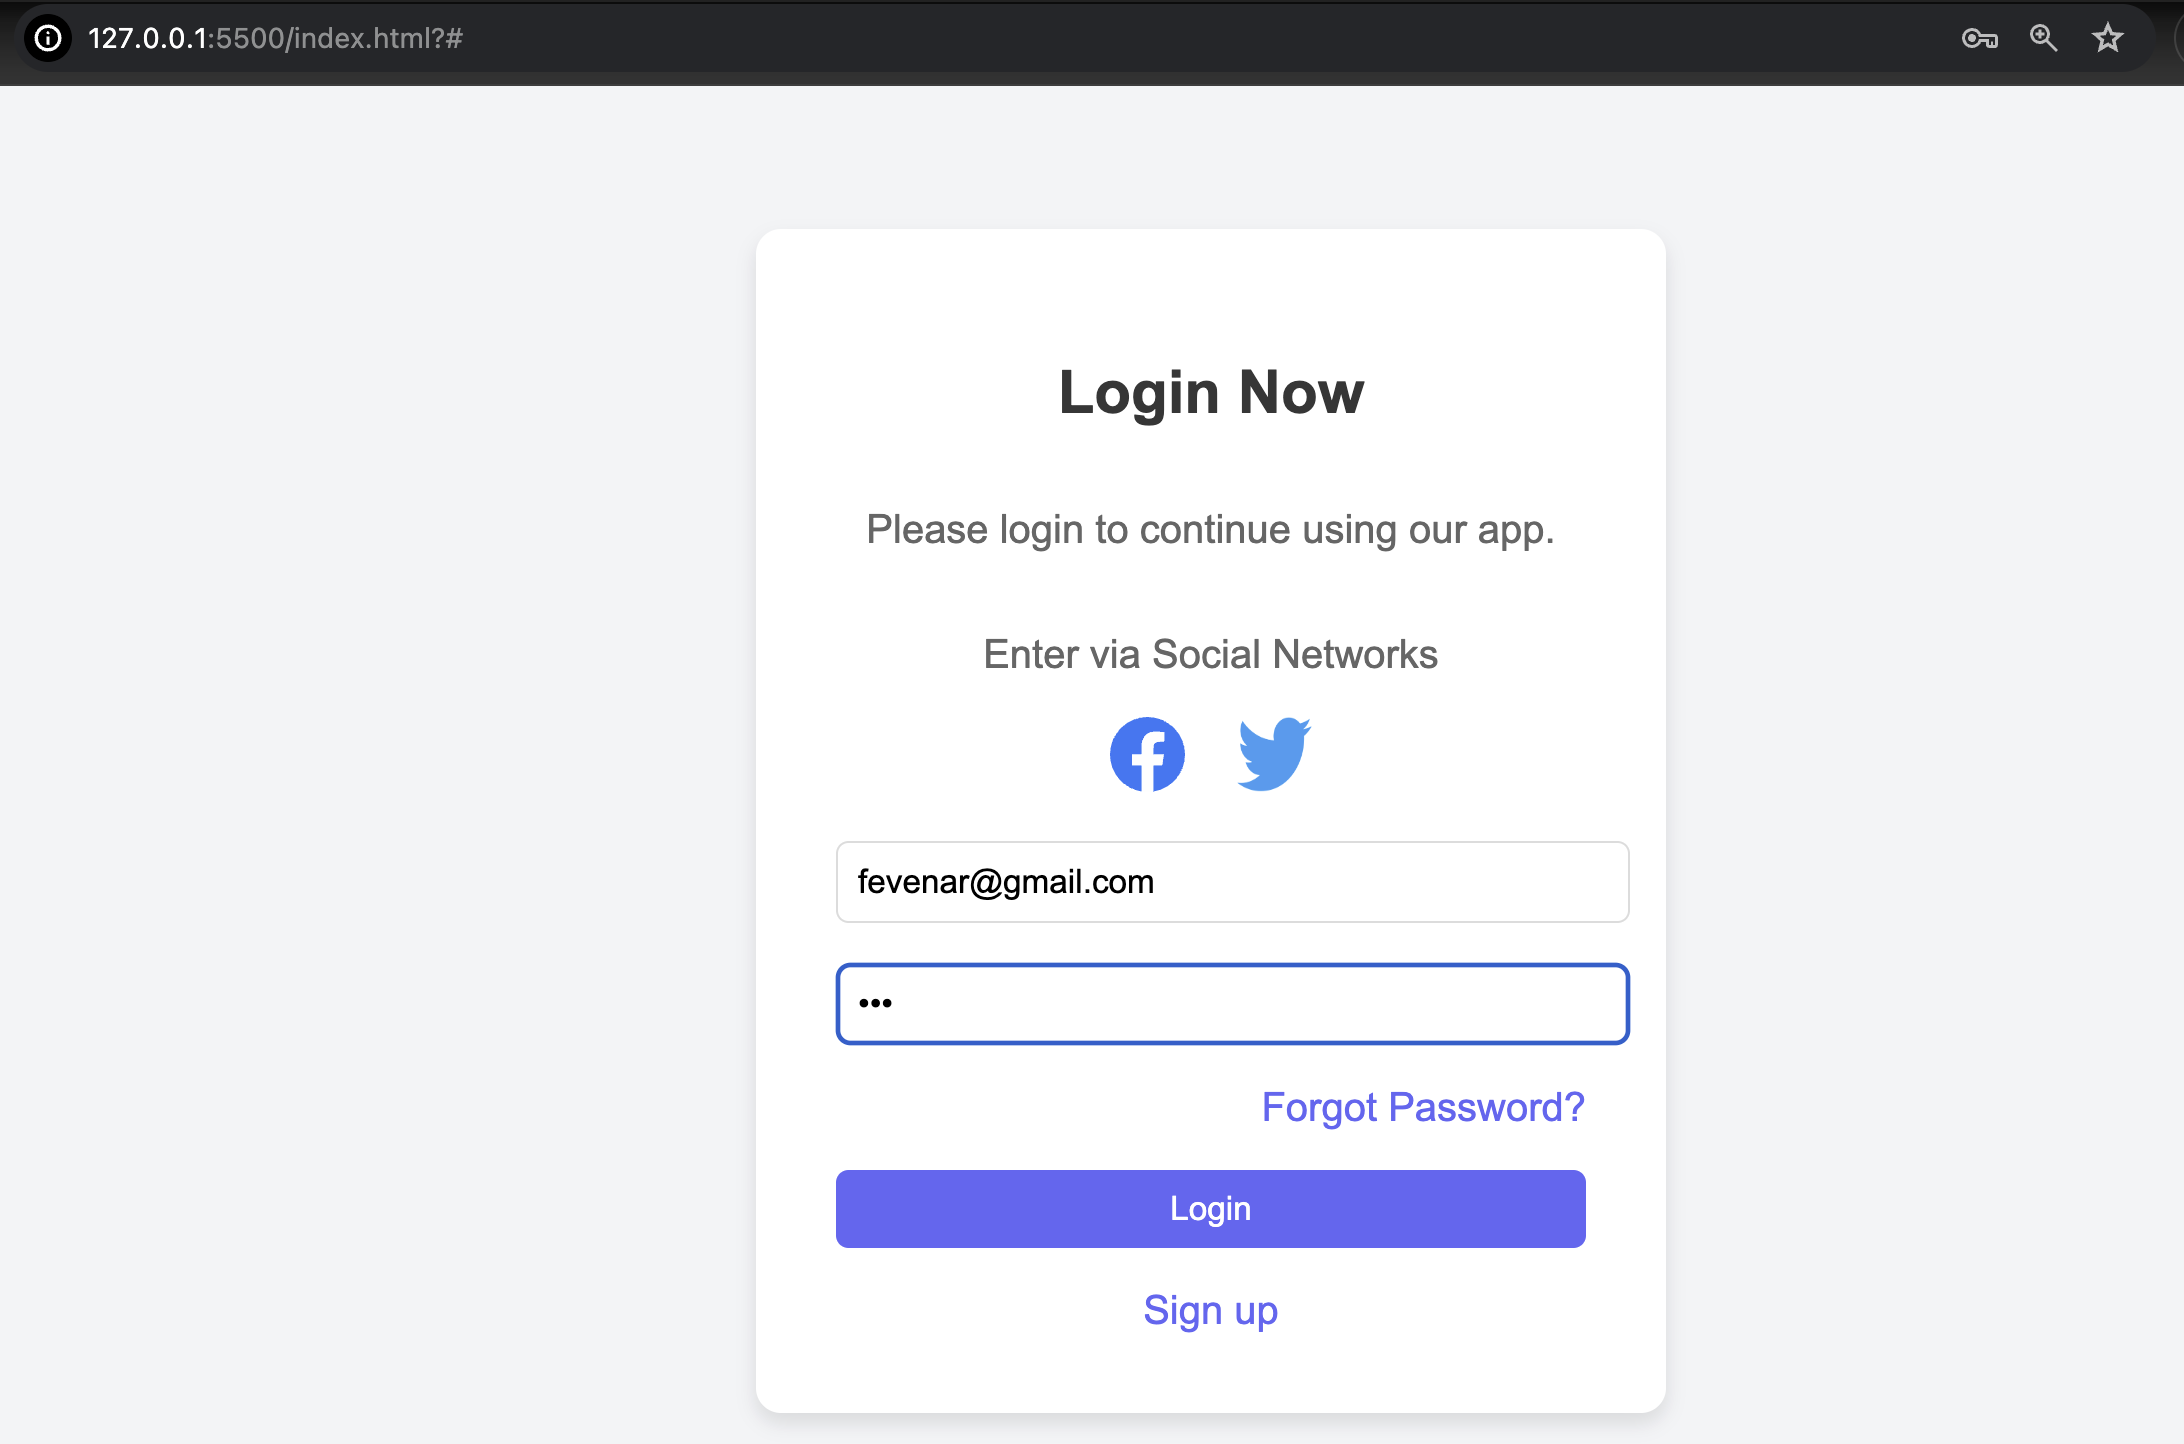 127.0.0.1:5500/index.html?#
Login Now
Please login to continue using our app.
Enter via Social Networks
fevenar@gmail.com
•••
Forgot Password?
Login
Sign up